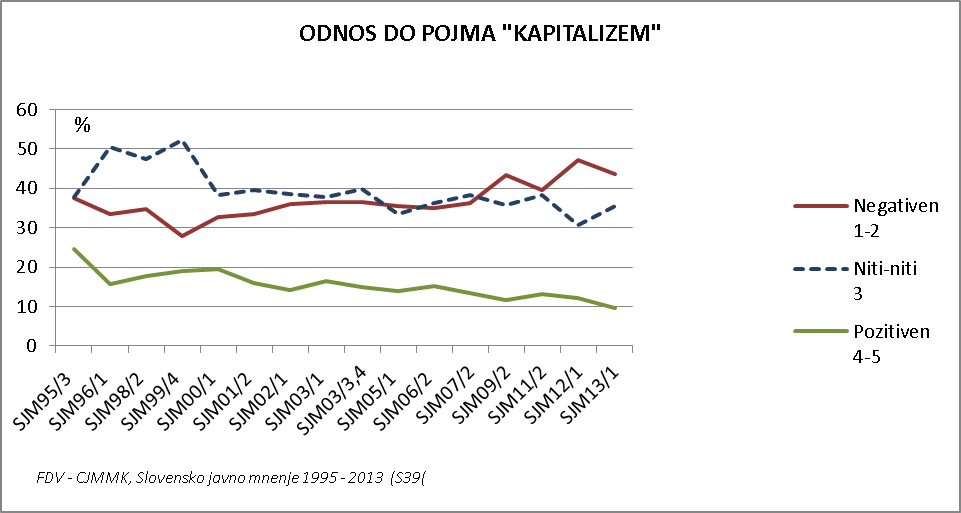 ODNOS DO POJMA "KAPITALIZEM"
%
60
50
40
30
20
10
0
SJM95/3
SJM96/1
SJM98/2
SJM99/4
SJM00/1
SJM01/2
SJM02/1
SJM03/1
SJM03/3,4
SJM05/1
SJM06/2
SJM07/2
SJM09/2
SJM11/2
SJM12/1
SJM13/1
Negativen
1-2
Niti-niti
3
Pozitiven
4-5
FDV - CJMMK, Slovensko javno mnenje 1995 - 2013 (S39(